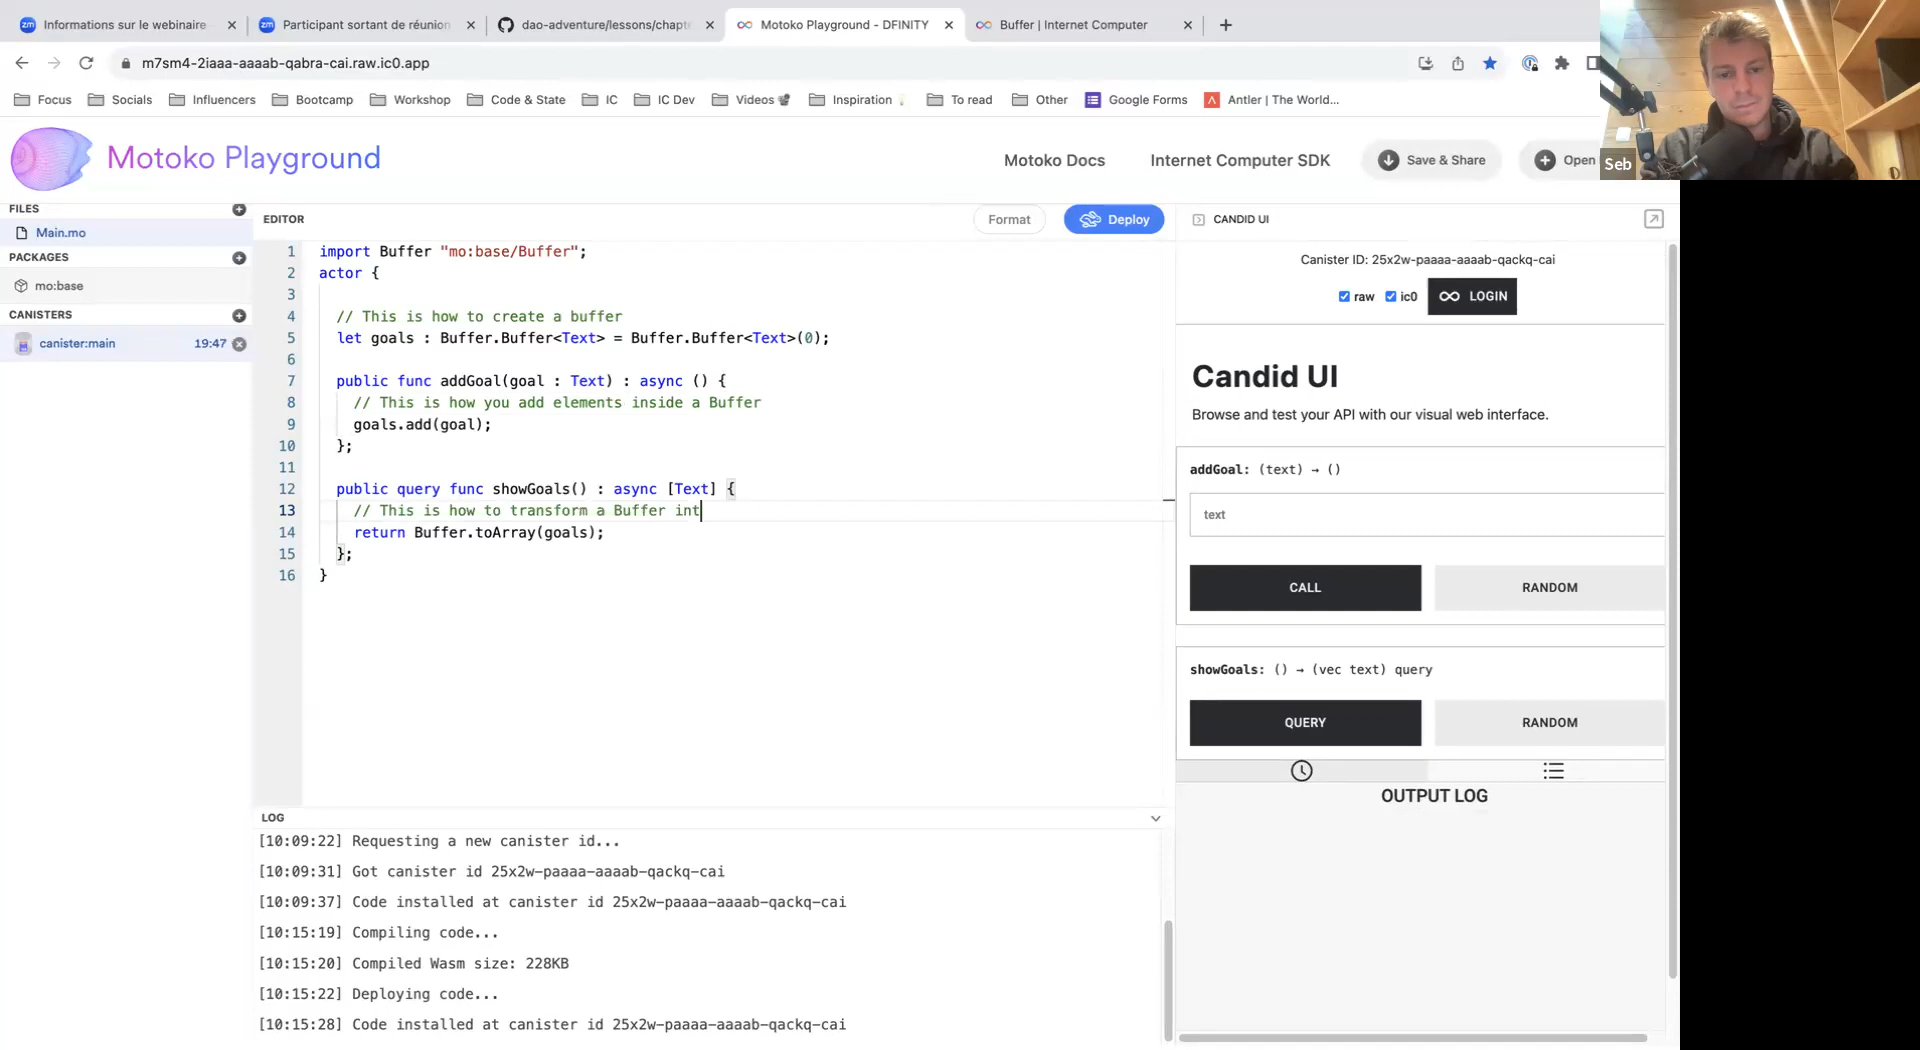 Informations sur le webinaire
Participant sortant de réunion
dao-adventure/lessons/chapt
Motoko Playground - DFINITY
Buffer | Internet Computer
m7sm4-2iaaa-aaaab-qabra-cai.raw.ic0.app
Focus
Socials
Influencers
Bootcamp
Workshop
Code & State
IC
IC Dev
Videos
Inspiration
To read
Other
Google Forms
Antler | The World...
Seb
Motoko Playground
Motoko Docs
Internet Computer SDK
Save & Share
Open
FILES
Main.mo
PACKAGES
mo:base
CANISTERS
canister:main 19:47
EDITOR
Format
Deploy
1 import Buffer "mo:base/Buffer";
2 actor {
3
4 // This is how to create a buffer
5 let goals : Buffer.Buffer<Text> = Buffer.Buffer<Text>(0);
6
7 public func addGoal(goal : Text) : async () {
8 // This is how you add elements inside a Buffer
9 goals.add(goal);
10 };
11
12 public query func showGoals() : async [Text] {
13 // This is how to transform a Buffer int
14 return Buffer.toArray(goals);
15 };
16 }
LOG
[10:09:22] Requesting a new canister id...
[10:09:31] Got canister id 25x2w-paaaa-aaaab-qackq-cai
[10:09:37] Code installed at canister id 25x2w-paaaa-aaaab-qackq-cai
[10:15:19] Compiling code...
[10:15:20] Compiled Wasm size: 228KB
[10:15:22] Deploying code...
[10:15:28] Code installed at canister id 25x2w-paaaa-aaaab-qackq-cai
CANDID UI
Canister ID: 25x2w-paaaa-aaaab-qackq-cai
raw ic0 LOGIN
Candid UI
Browse and test your API with our visual web interface.
addGoal: (text) → ()
text
CALL
RANDOM
showGoals: () → (vec text) query
QUERY
RANDOM
OUTPUT LOG